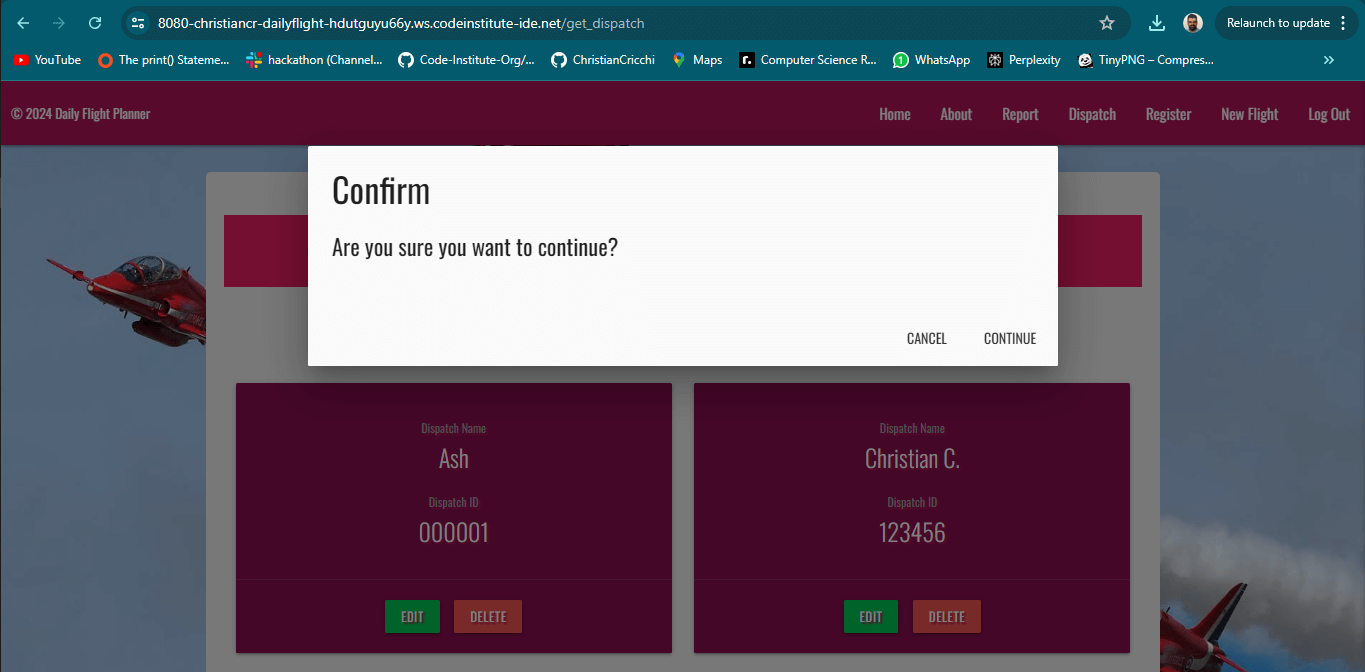 8080-christiancr-dailyflight-hdutguyu66y.ws.codeinstitute-ide.net/get_dispatch
Relaunch to update
YouTube
The print() Stateme...
hackathon (Channel...
Code-Institute-Org/...
ChristianCricchi
Maps
r.
Computer Science R...
1
WhatsApp
Perplexity
TinyPNG – Compres...
© 2024 Daily Flight Planner
Home
About
Report
Dispatch
Register
New Flight
Log Out
Confirm
Are you sure you want to continue?
CANCEL
CONTINUE
Dispatch Name
Ash
Dispatch ID
000001
EDIT
DELETE
Dispatch Name
Christian C.
Dispatch ID
123456
EDIT
DELETE